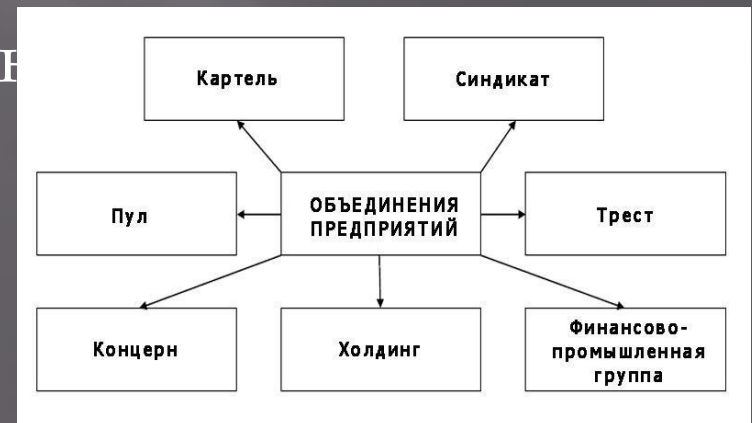 Картель
Синдикат
Пул
ОБЪЕДИНЕНИЯ
ПРЕДПРИЯТИЙ
Трест
Концерн
Холдинг
Финансово-
промышленная
группа